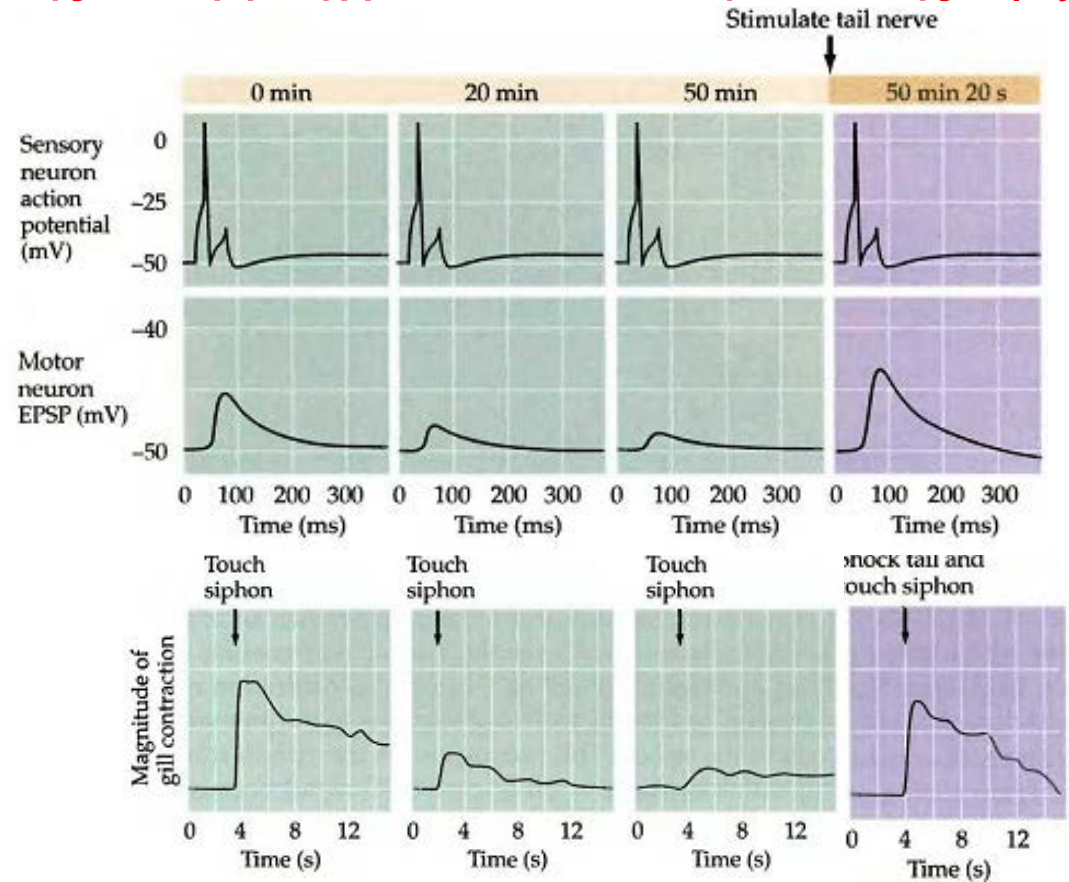 Stimulate tail nerve
0 min 20 min 50 min 50 min 20 s
Sensory
neuron
action
potential
(mV)
0
–25
–50
Motor
neuron
EPSP (mV)
–40
–50
0 100 200 300 0 100 200 300 0 100 200 300 0 100 200 300
Time (ms) Time (ms) Time (ms) Time (ms)
Touch
siphon
Touch
siphon
Touch
siphon
tail and
touch siphon
Magnitude of
gill contraction
0 4 8 12 0 4 8 12 0 4 8 12 0 4 8 12
Time (s) Time (s) Time (s) Time (s)